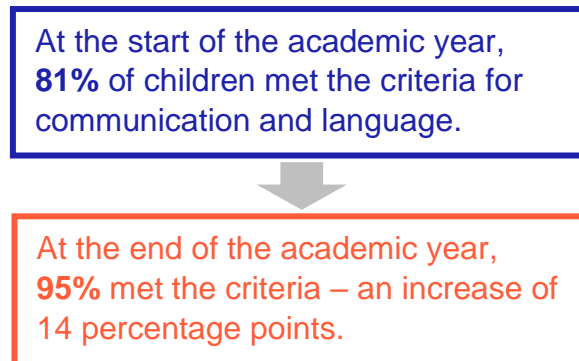 At the start of the academic year,
81% of children met the criteria for
communication and language.
At the end of the academic year,
95% met the criteria – an increase of
14 percentage points.